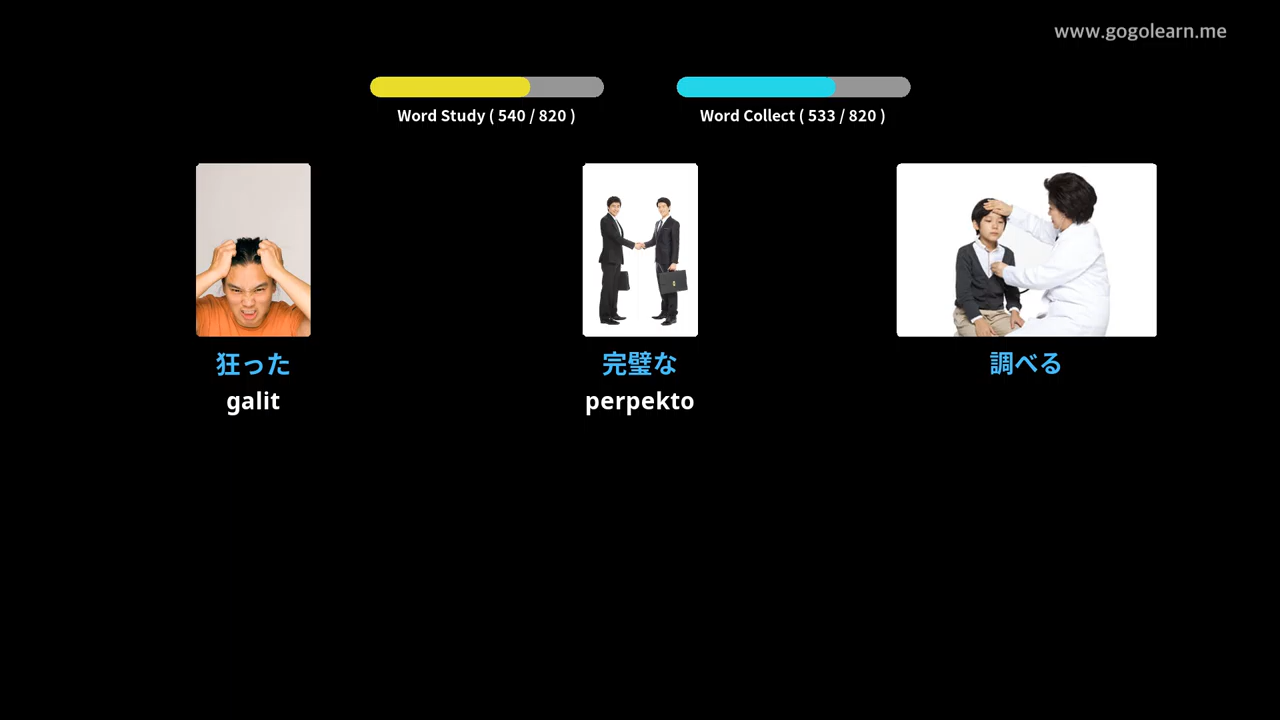 www.gogolearn.me
Word Study ( 540 / 820 )
Word Collect ( 533 / 820 )
狂った
galit
完璧な
perpekto
調べる